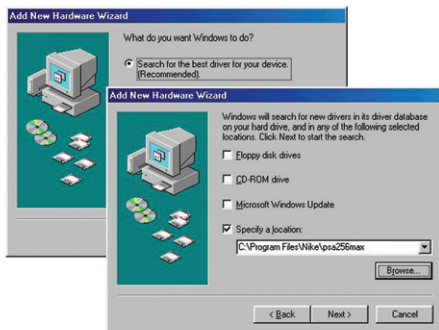 Add New Hardware Wizard
What do you want Windows to do?
Search for the best driver for your device.
(Recommended).
Add New Hardware Wizard
Windows will search for new drivers in its driver database
on your hard drive, and in any of the following selected
locations. Click Next to start the search.
Floppy disk drives
CD-ROM drive
Microsoft Windows Update
Specify a location:
C:\Program Files\Nike\psa256max
Browse...
< Back
Next >
Cancel